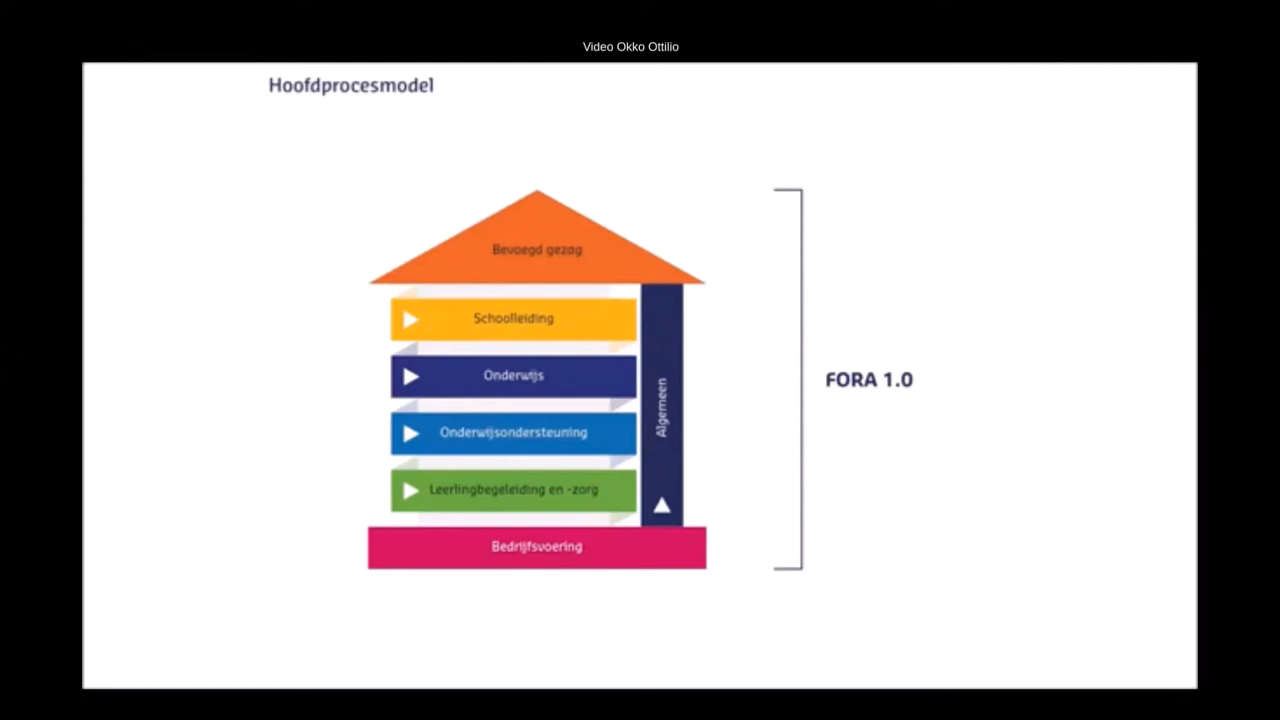 Video Okko Ottilio
Hoofdprocesmodel
Bevoegd gezag
Schoolleiding
Onderwijs
Onderwijsondersteuning
Leerlingbegeleiding en -zorg
Algemeen
Bedrijfsvoering
FORA 1.0